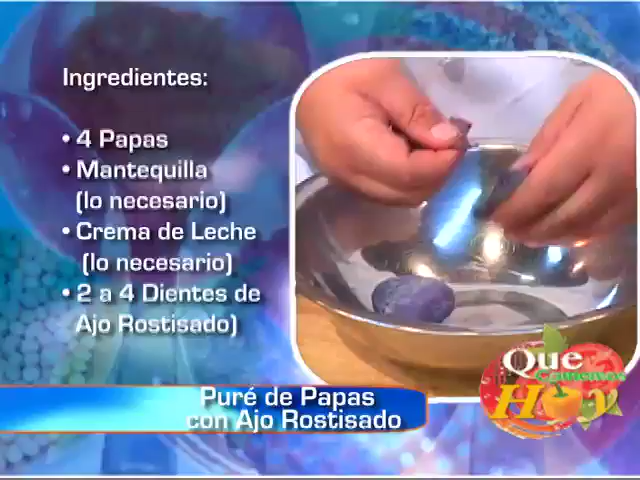 Ingredientes:
• 4 Papas
• Mantequilla
(lo necesario)
• Crema de Leche
(lo necesario)
• 2 a 4 Dientes de
Ajo Rostisado)
Que
Comemos
Hoy
Puré de Papas
con Ajo Rostisado